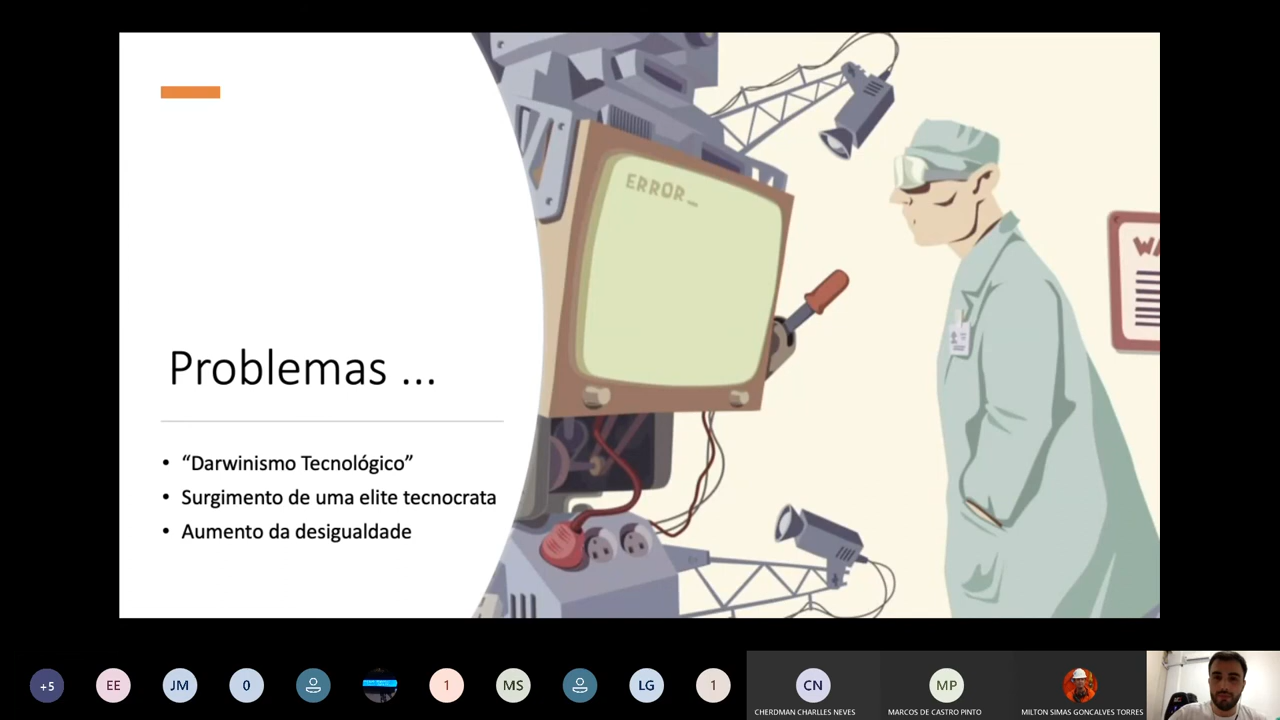 ERROR_
WA
Problemas ...
• “Darwinismo Tecnológico”
• Surgimento de uma elite tecnocrata
• Aumento da desigualdade
+5
EE
JM
0
1
MS
LG
1
CN
MP
CHERDMAN CHARLLES NEVES
MARCOS DE CASTRO PINTO
MILTON SIMAS GONCALVES TORRES